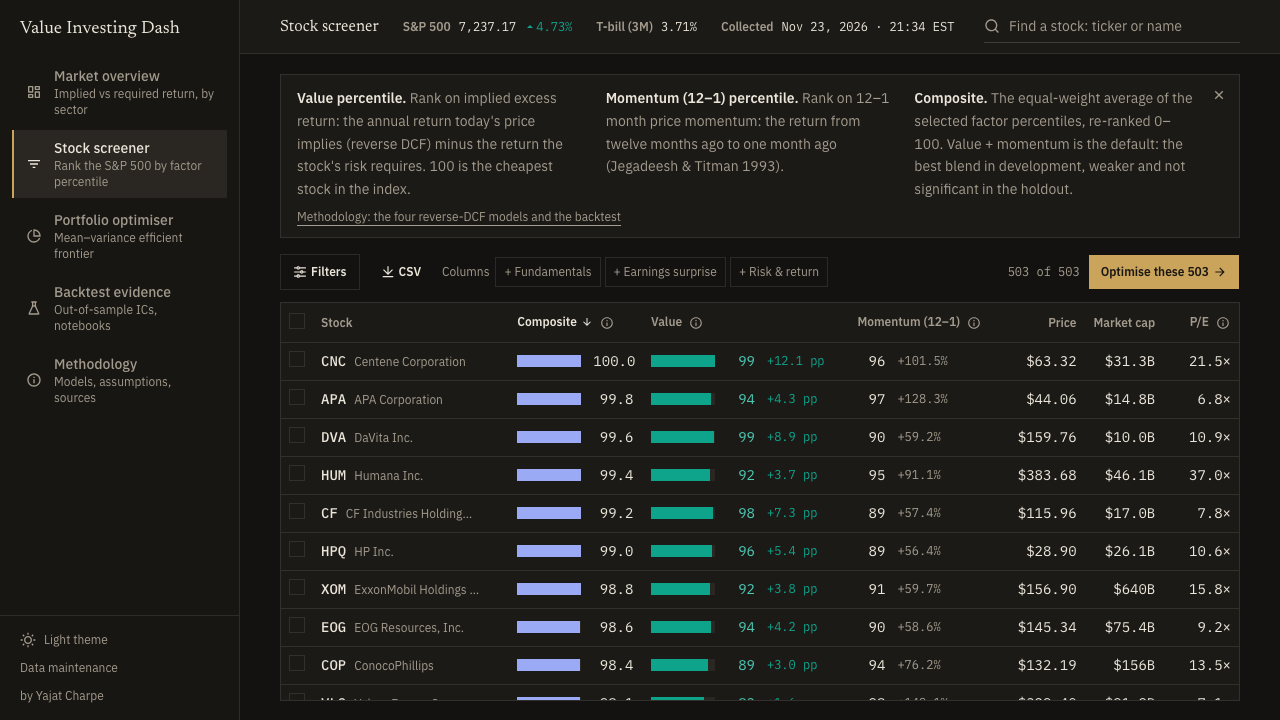 Value Investing Dash
Market overview
Implied vs required return, by
sector
Stock screener
Rank the S&P 500 by factor
percentile
Portfolio optimiser
Mean–variance efficient
frontier
Backtest evidence
Out-of-sample ICs,
notebooks
Methodology
Models, assumptions,
sources
Light theme
Data maintenance
by Yajat Charpe
Stock screener S&P 500 7,237.17 4.73% T-bill (3M) 3.71% Collected Nov 23, 2026 · 21:34 EST Find a stock: ticker or name
Value percentile. Rank on implied excess
return: the annual return today's price
implies (reverse DCF) minus the return the
stock's risk requires. 100 is the cheapest
stock in the index.
Momentum (12–1) percentile. Rank on 12–1
month price momentum: the return from
twelve months ago to one month ago
(Jegadeesh & Titman 1993).
Composite. The equal-weight average of the
selected factor percentiles, re-ranked 0–
100. Value + momentum is the default: the
best blend in development, weaker and not
significant in the holdout.
Methodology: the four reverse-DCF models and the backtest
Filters CSV Columns + Fundamentals + Earnings surprise + Risk & return 503 of 503 Optimise these 503 →
Stock Composite ↓ Value Momentum (12–1) Price Market cap P/E
CNC Centene Corporation 100.0 99 +12.1 pp 96 +101.5% $63.32 $31.3B 21.5×
APA APA Corporation 99.8 94 +4.3 pp 97 +128.3% $44.06 $14.8B 6.8×
DVA DaVita Inc. 99.6 99 +8.9 pp 90 +59.2% $159.76 $10.0B 10.9×
HUM Humana Inc. 99.4 92 +3.7 pp 95 +91.1% $383.68 $46.1B 37.0×
CF CF Industries Holding... 99.2 98 +7.3 pp 89 +57.4% $115.96 $17.0B 7.8×
HPQ HP Inc. 99.0 96 +5.4 pp 89 +56.4% $28.90 $26.1B 10.6×
XOM ExxonMobil Holdings ... 98.8 92 +3.8 pp 91 +59.7% $156.90 $640B 15.8×
EOG EOG Resources, Inc. 98.6 94 +4.2 pp 90 +58.6% $145.34 $75.4B 9.2×
COP ConocoPhillips 98.4 89 +3.0 pp 94 +76.2% $132.19 $156B 13.5×